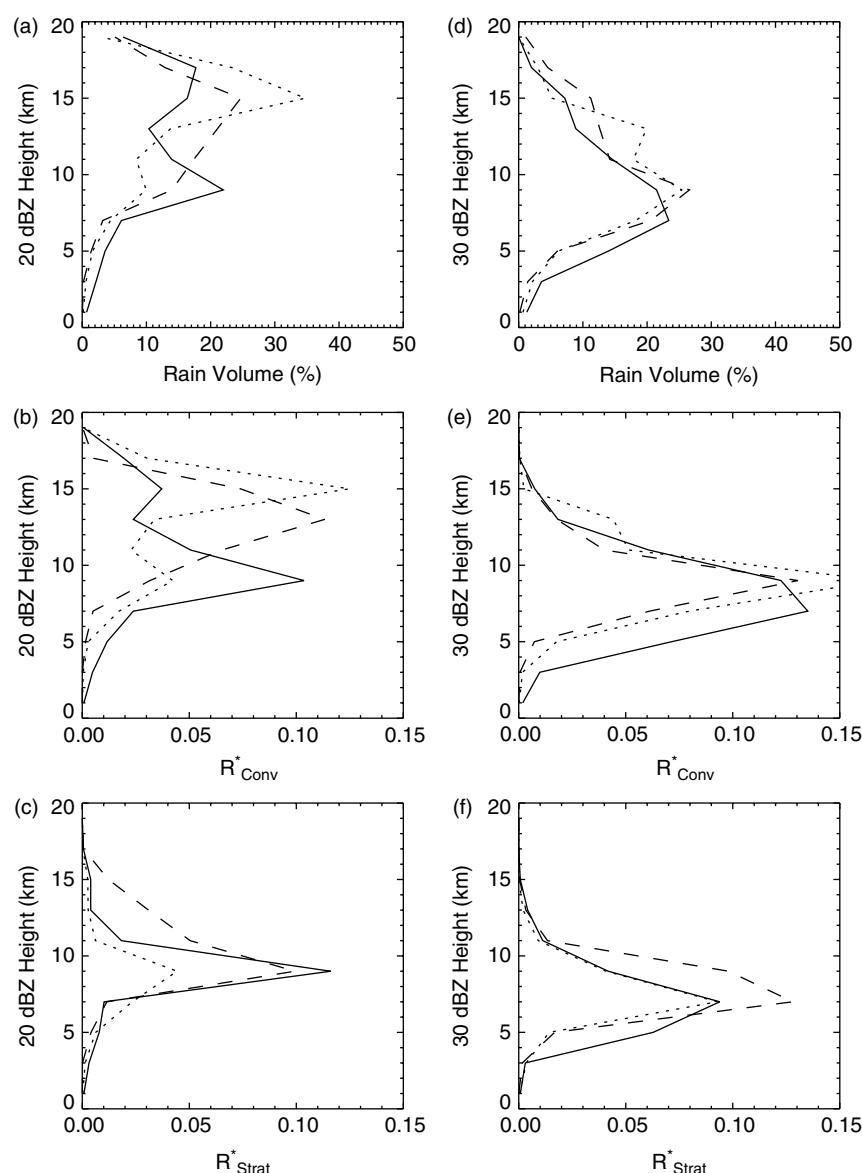 (a)
20
15
10
5
0
20 dBZ Height (km)
0 10 20 30 40 50
Rain Volume (%)
(d)
20
15
10
5
0
30 dBZ Height (km)
0 10 20 30 40 50
Rain Volume (%)
(b)
20
15
10
5
0
20 dBZ Height (km)
0.00 0.05 0.10 0.15
R*Conv
(e)
20
15
10
5
0
30 dBZ Height (km)
0.00 0.05 0.10 0.15
R*Conv
(c)
20
15
10
5
0
20 dBZ Height (km)
0.00 0.05 0.10 0.15
R*Strat
(f)
20
15
10
5
0
30 dBZ Height (km)
0.00 0.05 0.10 0.15
R*Strat